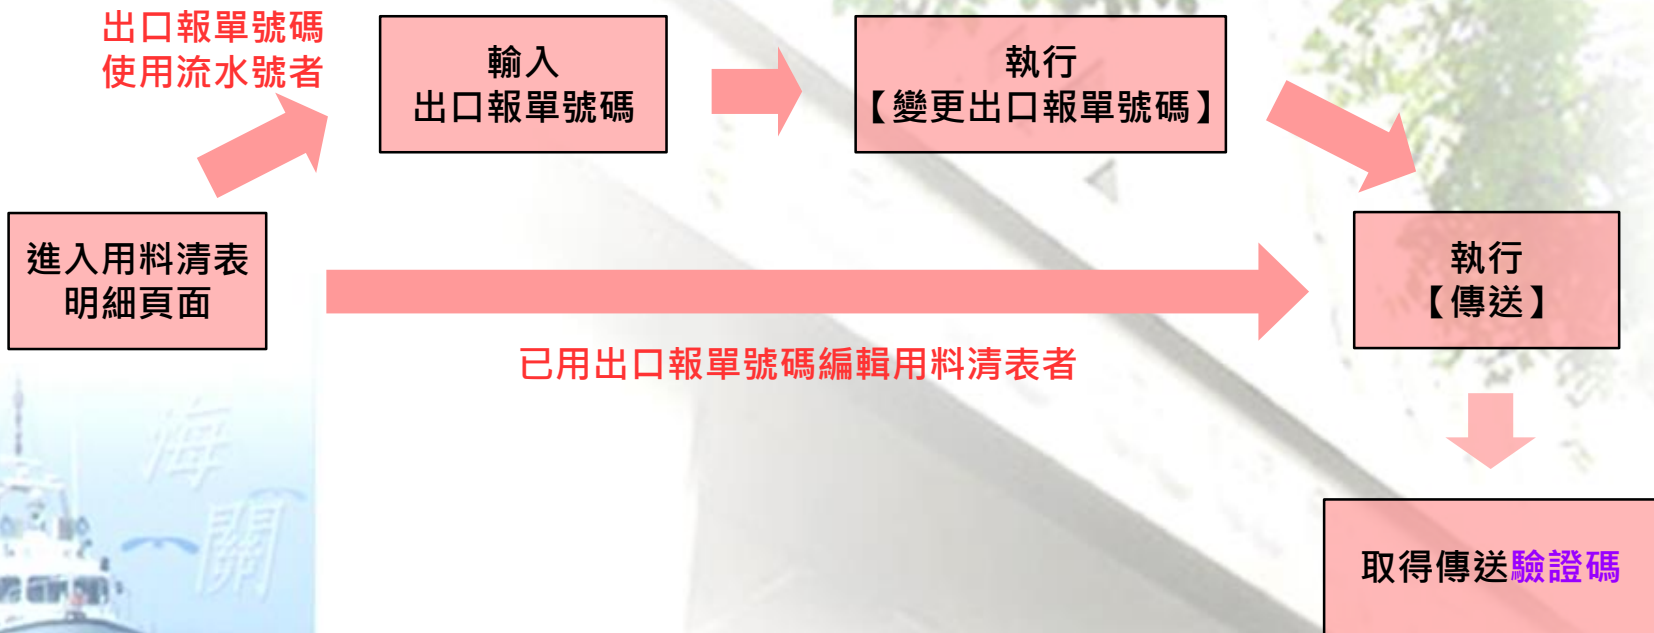 出口報單號碼
使用流水號者
輸入
出口報單號碼
執行
【變更出口報單號碼】
進入用料清表
明細頁面
執行
【傳送】
已用出口報單號碼編輯用料清表者
海
關
取得傳送驗證碼